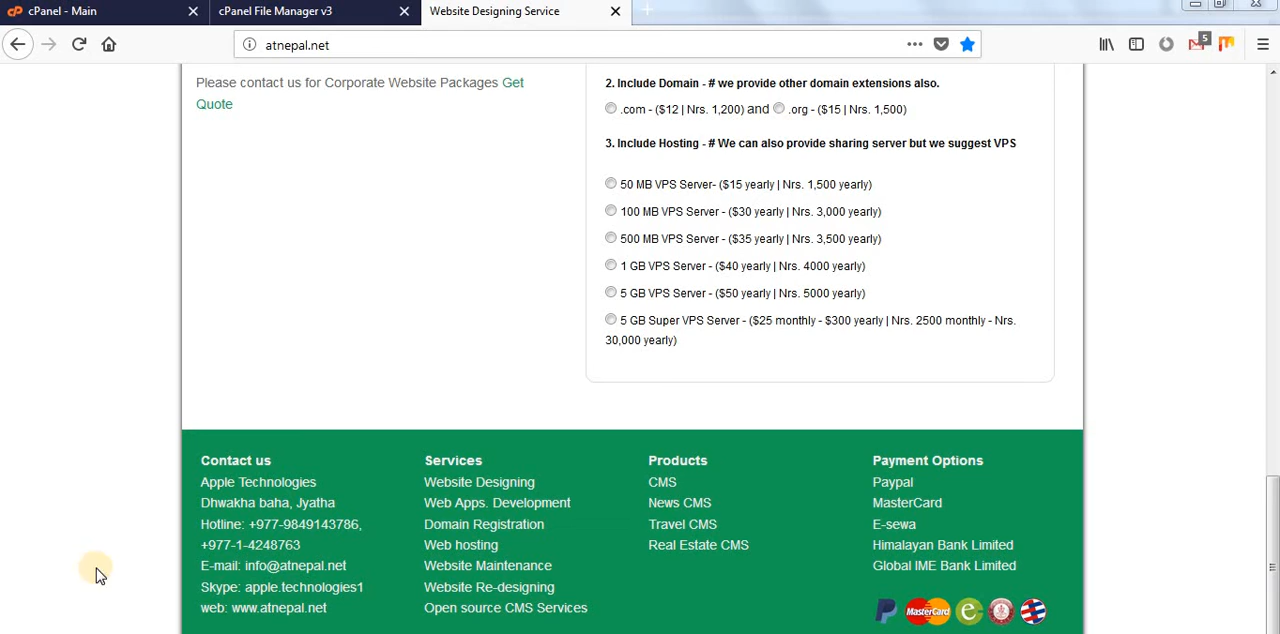 cPanel - Main
cPanel File Manager v3
Website Designing Service
atnepal.net
5
Please contact us for Corporate Website Packages Get
Quote
2. Include Domain - # we provide other domain extensions also.
.com - ($12 | Nrs. 1,200) and .org - ($15 | Nrs. 1,500)
3. Include Hosting - # We can also provide sharing server but we suggest VPS
50 MB VPS Server- ($15 yearly | Nrs. 1,500 yearly)
100 MB VPS Server - ($30 yearly | Nrs. 3,000 yearly)
500 MB VPS Server - ($35 yearly | Nrs. 3,500 yearly)
1 GB VPS Server - ($40 yearly | Nrs. 4000 yearly)
5 GB VPS Server - ($50 yearly | Nrs. 5000 yearly)
5 GB Super VPS Server - ($25 monthly - $300 yearly | Nrs. 2500 monthly - Nrs.
30,000 yearly)
Contact us
Apple Technologies
Dhwakha baha, Jyatha
Hotline: +977-9849143786,
+977-1-4248763
E-mail: info@atnepal.net
Skype: apple.technologies1
web: www.atnepal.net
Services
Website Designing
Web Apps. Development
Domain Registration
Web hosting
Website Maintenance
Website Re-designing
Open source CMS Services
Products
CMS
News CMS
Travel CMS
Real Estate CMS
Payment Options
Paypal
MasterCard
E-sewa
Himalayan Bank Limited
Global IME Bank Limited
MasterCard